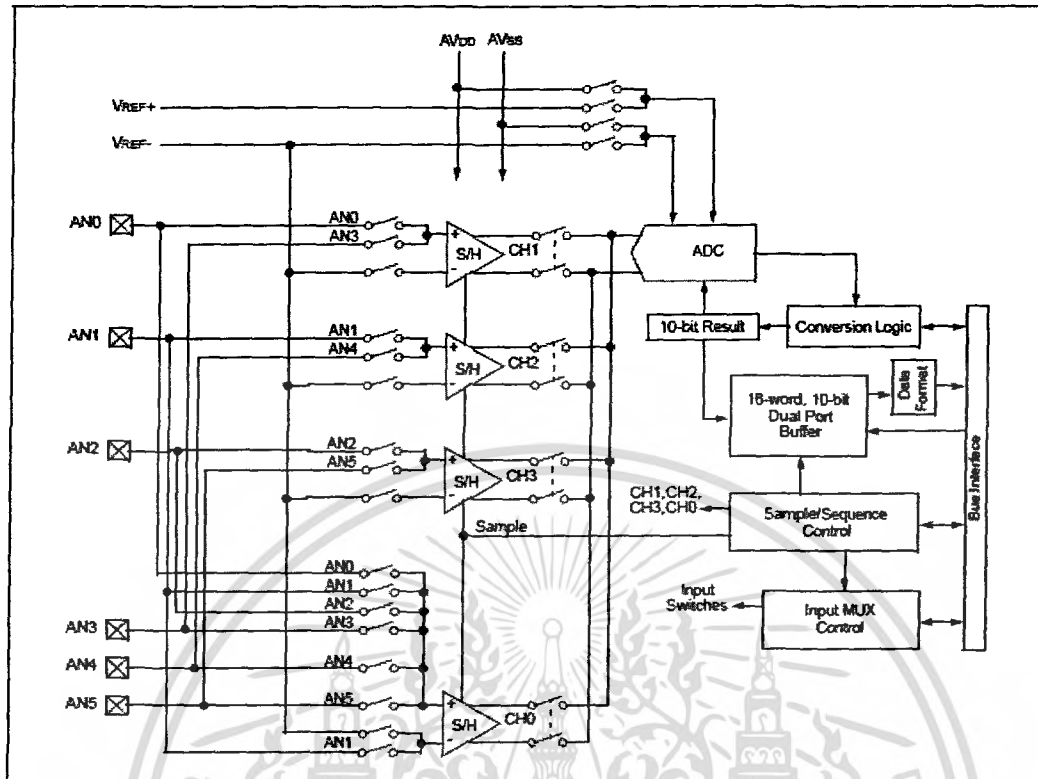 AVDD AVSS
VREF+
VREF-
AN0
AN0
AN3
+
-
S/H
CH1
ADC
10-bit Result
Conversion Logic
AN1
AN1
AN4
+
-
S/H
CH2
16-word, 10-bit
Dual Port
Buffer
Data
Format
Bus Interface
AN2
AN2
AN5
+
-
S/H
CH3
CH1,CH2,
CH3,CH0
Sample
Sample/Sequence
Control
AN0
AN1
AN2
AN3
AN3
AN4
AN4
AN5
AN5
AN1
+
-
S/H
CH0
Input
Switches
Input MUX
Control